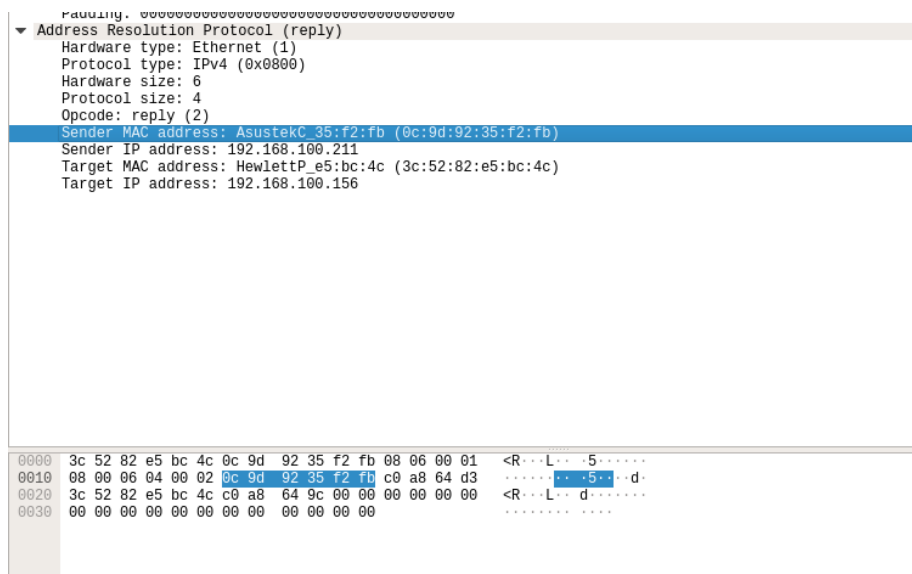 Padding: 000000000000000000000000000000000000
Address Resolution Protocol (reply)
Hardware type: Ethernet (1)
Protocol type: IPv4 (0x0800)
Hardware size: 6
Protocol size: 4
Opcode: reply (2)
Sender MAC address: AsustekC_35:f2:fb (0c:9d:92:35:f2:fb)
Sender IP address: 192.168.100.211
Target MAC address: HewlettP_e5:bc:4c (3c:52:82:e5:bc:4c)
Target IP address: 192.168.100.156
0000 3c 52 82 e5 bc 4c 0c 9d 92 35 f2 fb 08 06 00 01 <R···L·· ·5······
0010 08 00 06 04 00 02 0c 9d 92 35 f2 fb c0 a8 64 d3 ········ ·5····d·
0020 3c 52 82 e5 bc 4c c0 a8 64 9c 00 00 00 00 00 00 <R···L·· d·······
0030 00 00 00 00 00 00 00 00 00 00 00 00 ········ ····